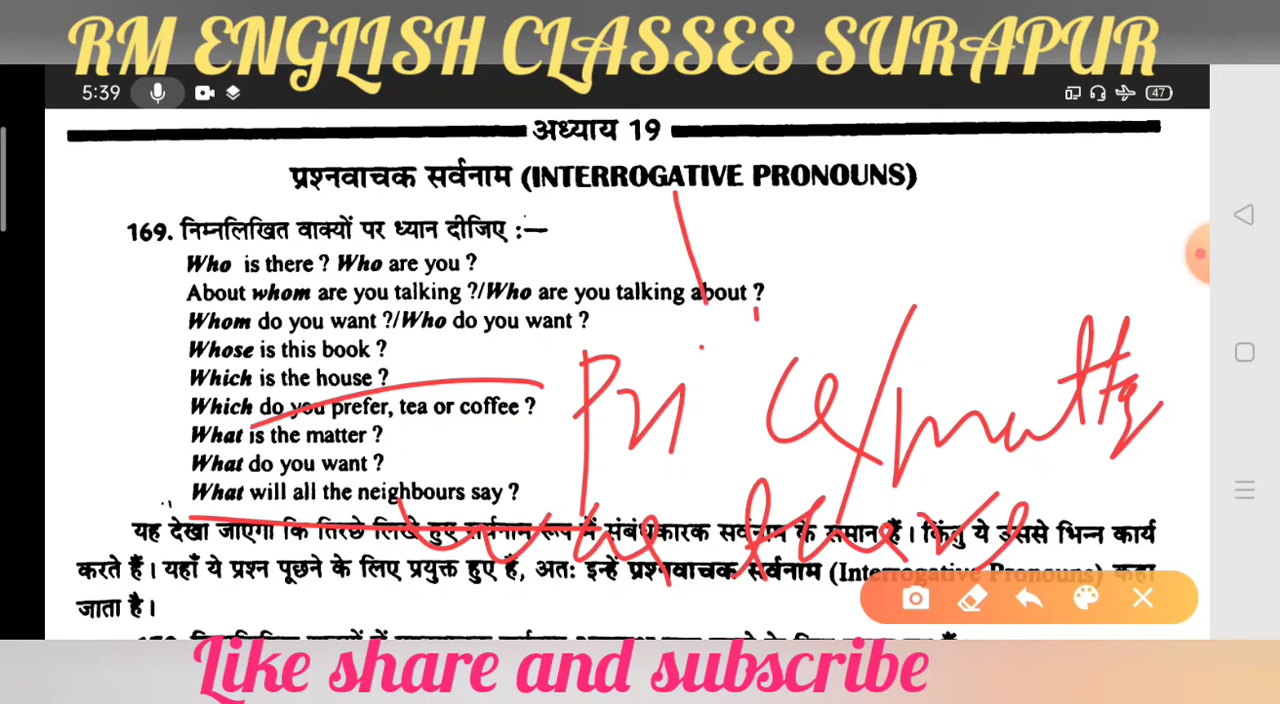 RM ENGLISH CLASSES SURAPUR
5:39
47
अध्याय 19
प्रश्नवाचक सर्वनाम (INTERROGATIVE PRONOUNS)
169. निम्नलिखित वाक्यों पर ध्यान दीजिए :—
Who is there ? Who are you ?
About whom are you talking ?/Who are you talking about ?
Whom do you want ?/Who do you want ?
Whose is this book ?
Which is the house ?
Which do you prefer, tea or coffee ?
What is the matter ?
What do you want ?
What will all the neighbours say ?
यह देखा जाएगा कि तिरछे लिखे हुए सर्वनाम रूप में संबंधकारक सर्वनाम के समान हैं। किंतु ये उससे भिन्न कार्य
करते हैं। यहाँ ये प्रश्न पूछने के लिए प्रयुक्त हुए हैं, अत: इन्हें प्रश्नवाचक सर्वनाम (Interrogative Pronouns) कहा
जाता है।
Like share and subscribe